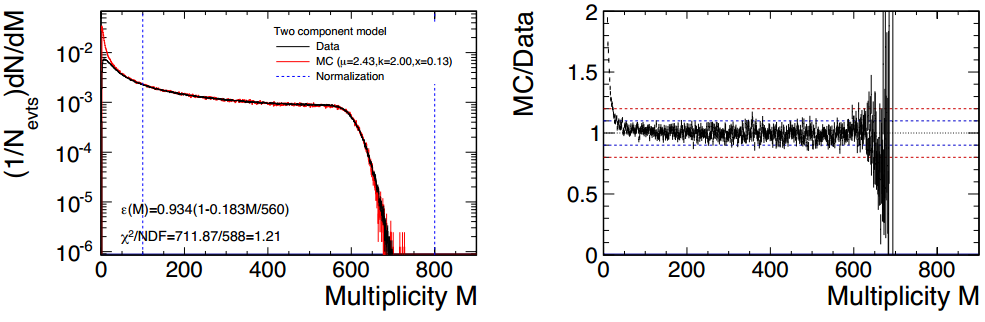 (1/N evts)dN/dM
10⁻²
10⁻³
10⁻⁴
10⁻⁵
10⁻⁶
Two component model
Data
MC (μ=2.43,k=2.00,x=0.13)
Normalization
ε(M)=0.934(1-0.183M/560)
χ²/NDF=711.87/588=1.21
0 200 400 600 800
Multiplicity M
MC/Data
2
1.5
1
0.5
0
0 200 400 600 800
Multiplicity M